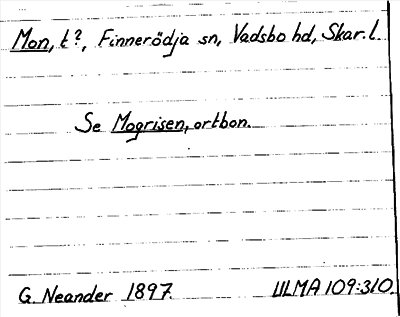 Mon, t?, Finnerödja sn, Vadsbo hd, Skar. l.
Se Mogrisen, ortbon.
G. Neander 1897. ULMA 109:310.